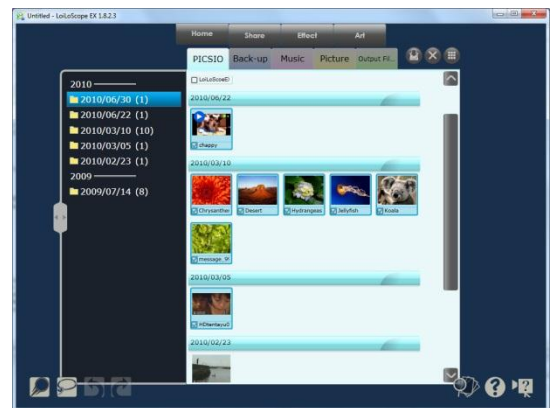 Untitled - LoiLoScope EX 1.8.2.3
Home Share Effect Art
PICSIO Back-up Music Picture Output Fil...
2010
2010/06/30 (1)
2010/06/22 (1)
2010/03/10 (10)
2010/03/05 (1)
2010/02/23 (1)
2009
2009/07/14 (8)
LoiLoScopeE
2010/06/22
chappy
2010/03/10
Chrysanther Desert Hydrangeas Jellyfish Koala
2010/03/05
2010/02/23